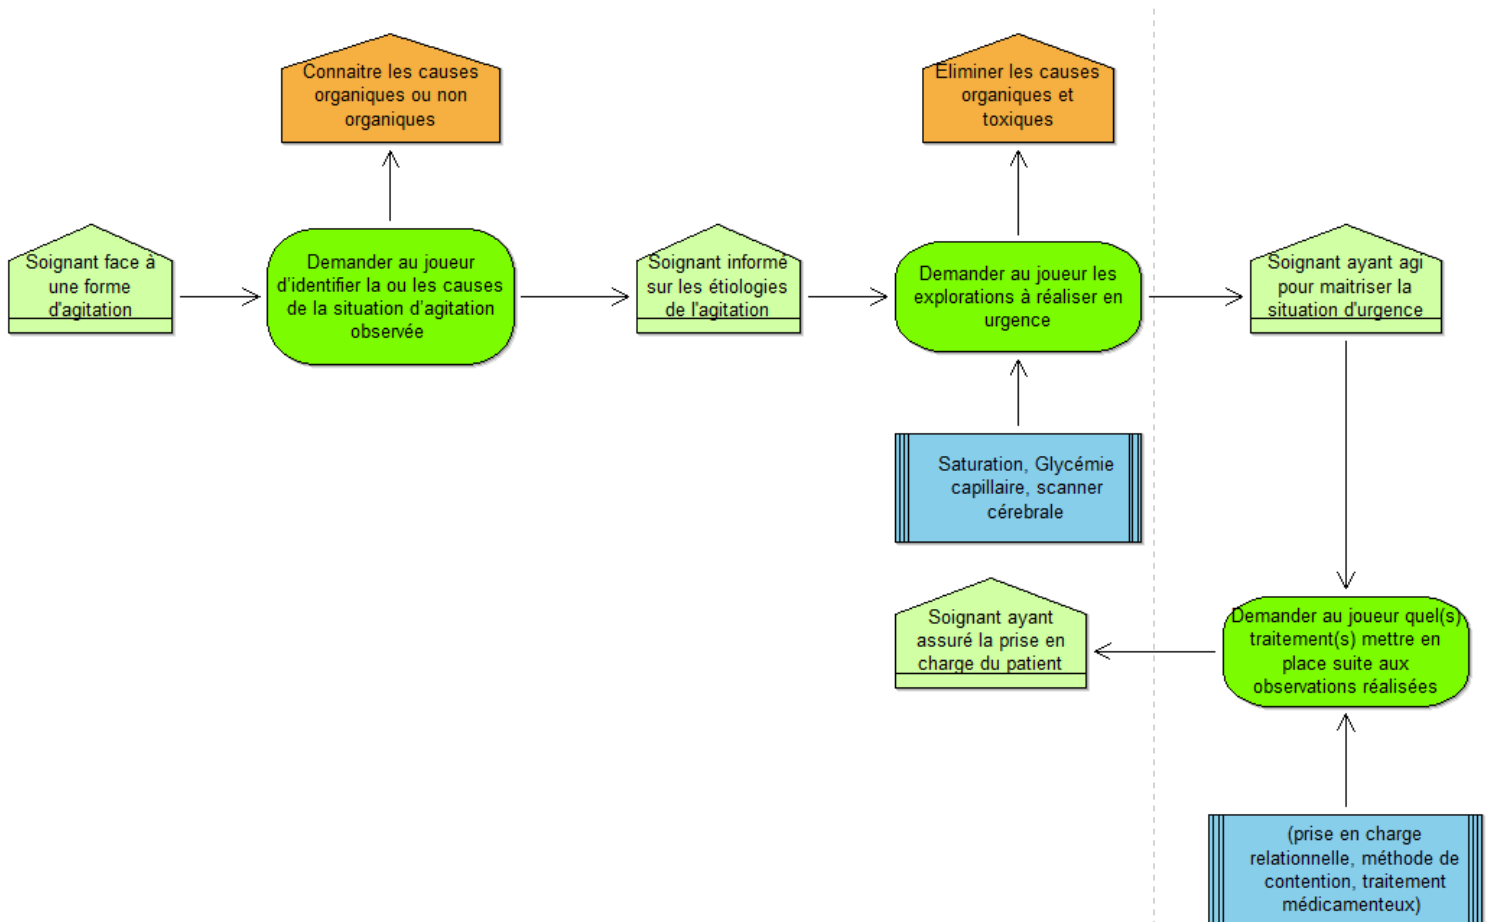 Connaitre les causes
organiques ou non
organiques
Eliminer les causes
organiques et
toxiques
Soignant face à
une forme
d'agitation
Demander au joueur
d'identifier la ou les causes
de la situation d'agitation
observée
Soignant informé
sur les étiologies
de l'agitation
Demander au joueur les
explorations à réaliser en
urgence
Soignant ayant agi
pour maitriser la
situation d'urgence
Saturation, Glycémie
capillaire, scanner
cérebrale
Soignant ayant
assuré la prise en
charge du patient
Demander au joueur quel(s)
traitement(s) mettre en
place suite aux
observations réalisées
(prise en charge
relationnelle, méthode de
contention, traitement
médicamenteux)